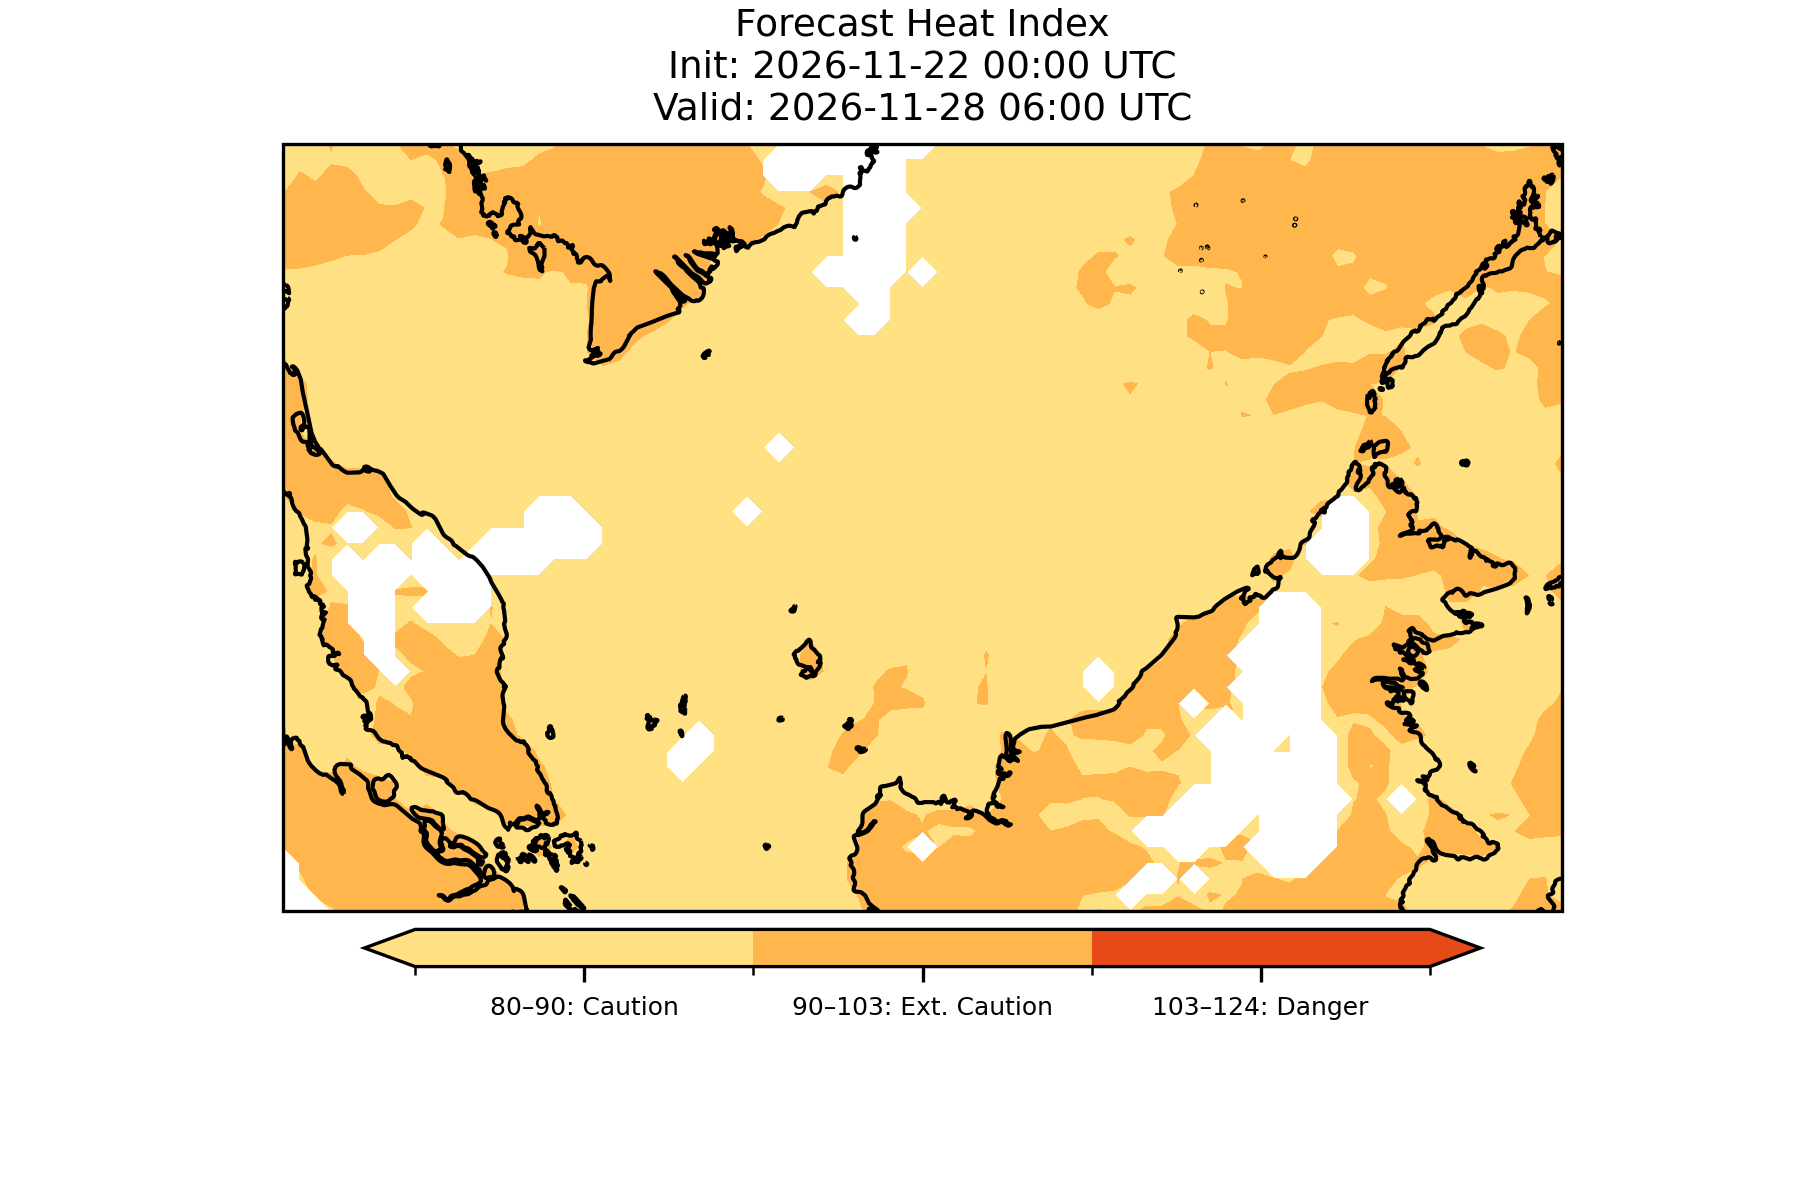 Forecast Heat Index
Init: 2026-11-22 00:00 UTC
Valid: 2026-11-28 06:00 UTC
80–90: Caution
90–103: Ext. Caution
103–124: Danger